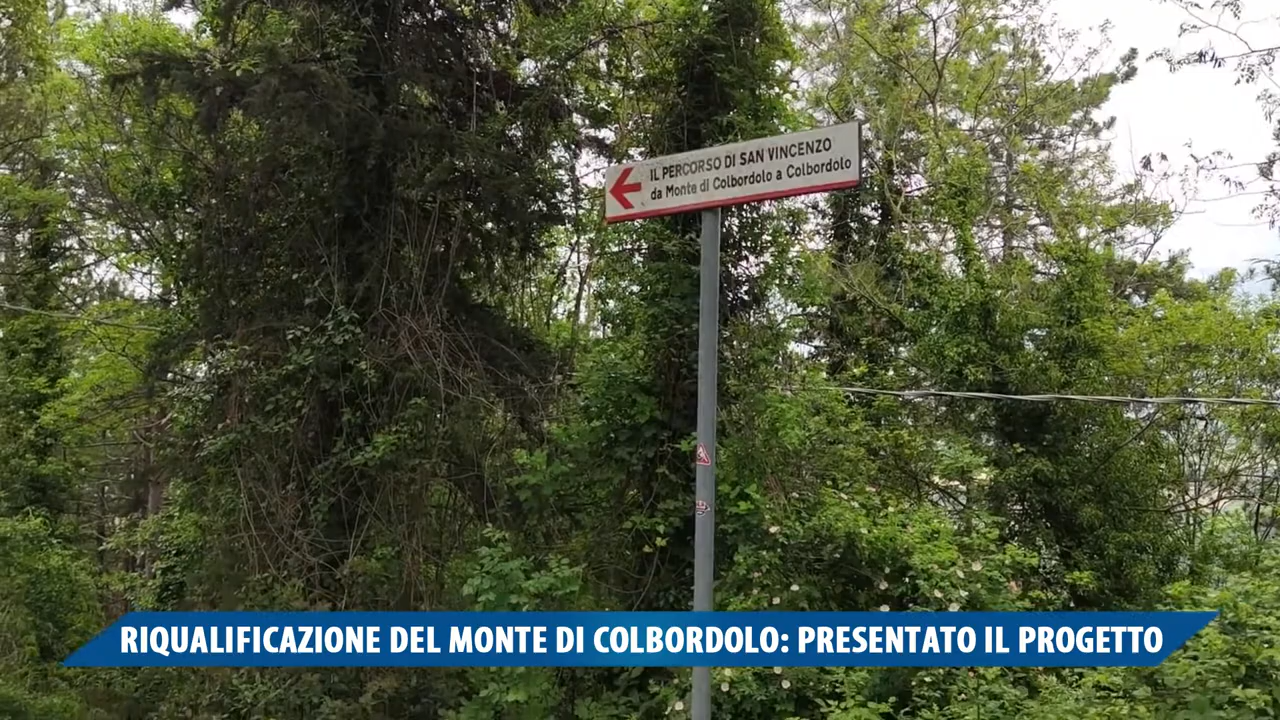 IL PERCORSO DI SAN VINCENZO
da Monte di Colbordolo a Colbordolo
RIQUALIFICAZIONE DEL MONTE DI COLBORDOLO: PRESENTATO IL PROGETTO